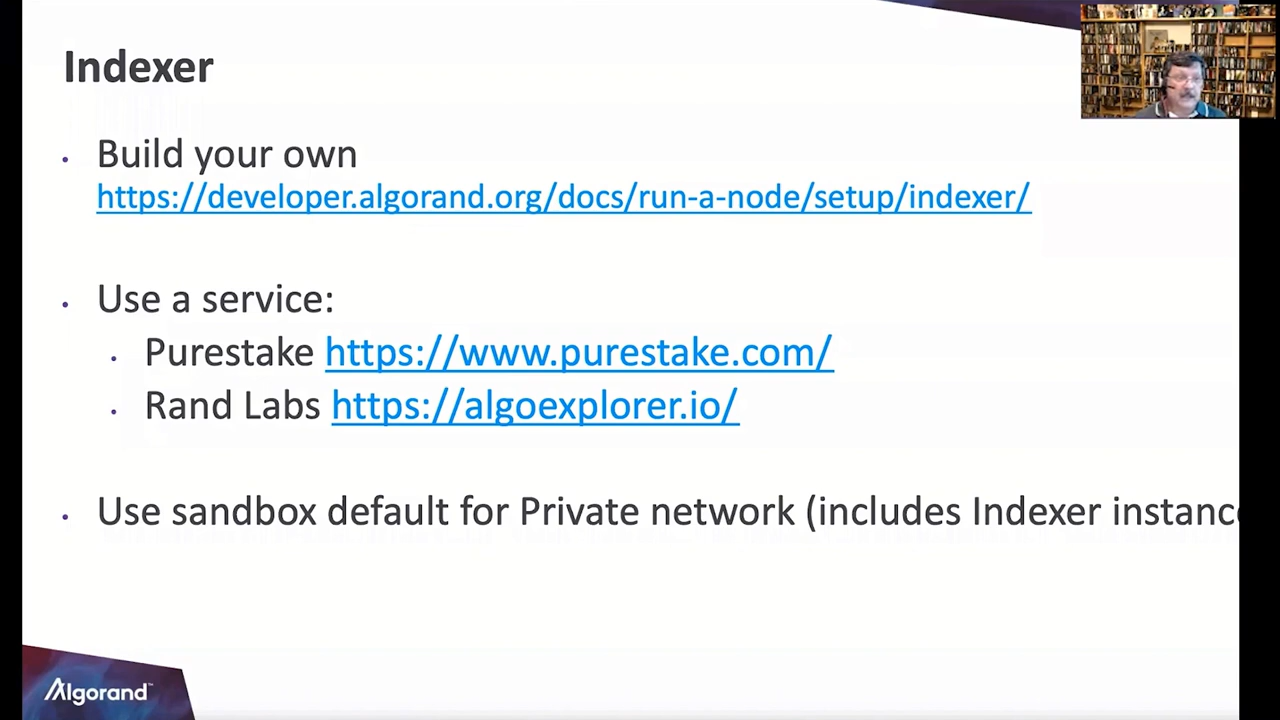 Indexer
• Build your own
https://developer.algorand.org/docs/run-a-node/setup/indexer/
• Use a service:
• Purestake https://www.purestake.com/
• Rand Labs https://algoexplorer.io/
• Use sandbox default for Private network (includes Indexer instanc
Algorand™